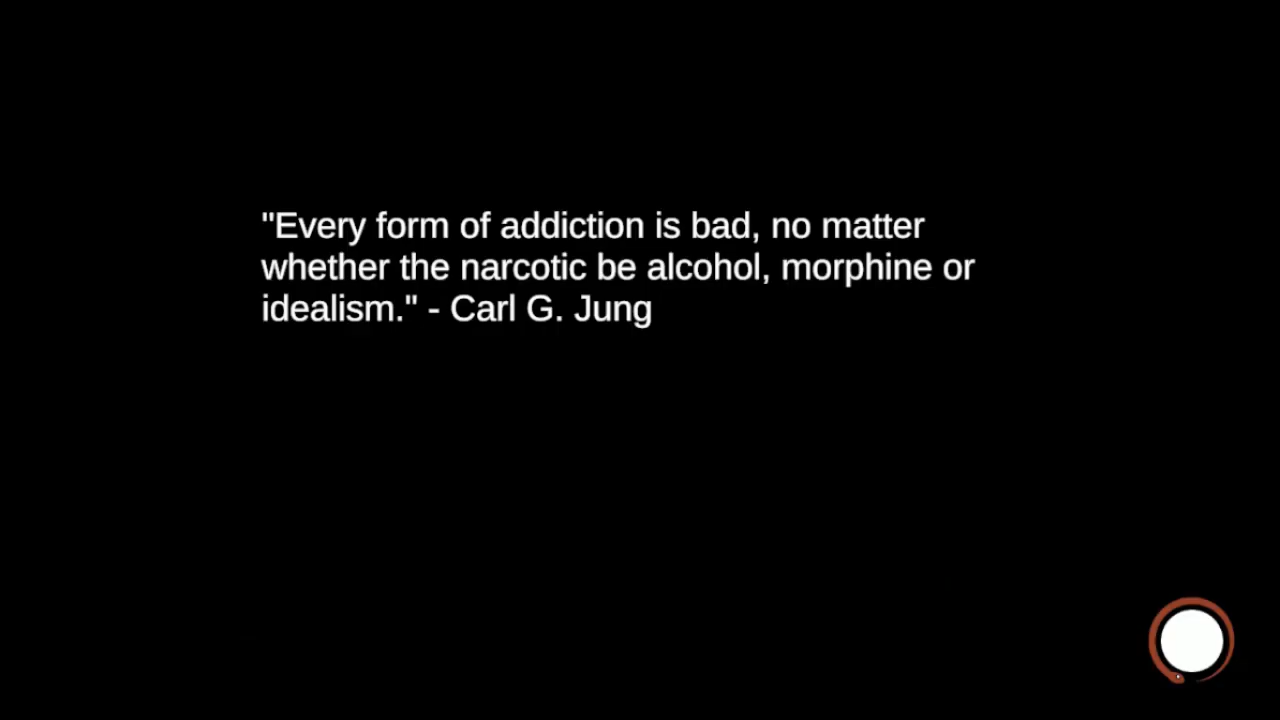 "Every form of addiction is bad, no matter
whether the narcotic be alcohol, morphine or
idealism." - Carl G. Jung